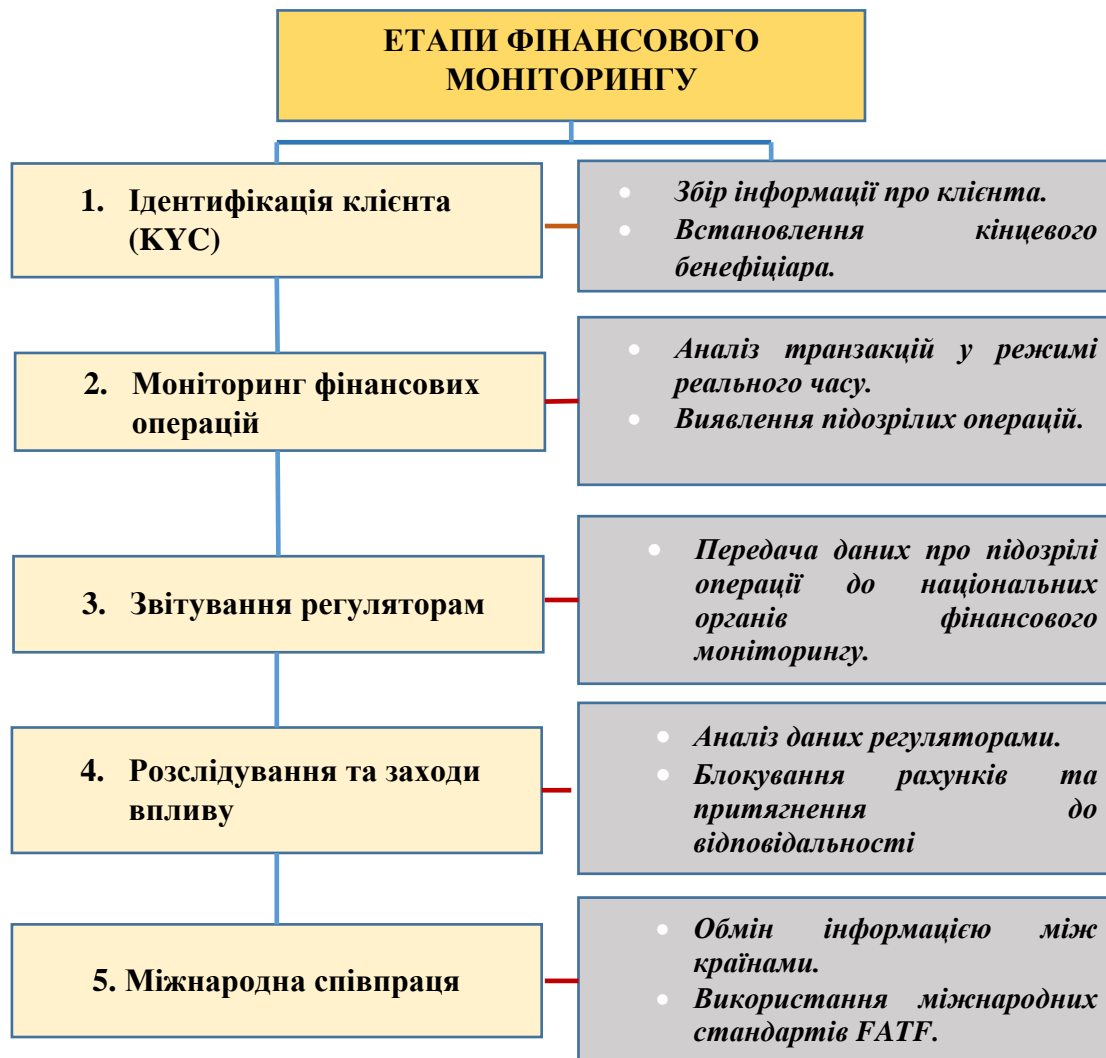 ЕТАПИ ФІНАНСОВОГО
МОНІТОРИНГУ
1. Ідентифікація клієнта
(KYC)
• Збір інформації про клієнта.
• Встановлення кінцевого
бенефіціара.
2. Моніторинг фінансових
операцій
• Аналіз транзакцій у режимі
реального часу.
• Виявлення підозрілих операцій.
3. Звітування регуляторам
• Передача даних про підозрілі
операції до національних
органів фінансового
моніторингу.
4. Розслідування та заходи
впливу
• Аналіз даних регуляторами.
• Блокування рахунків та
притягнення до
відповідальності
5. Міжнародна співпраця
• Обмін інформацією між
країнами.
• Використання міжнародних
стандартів FATF.